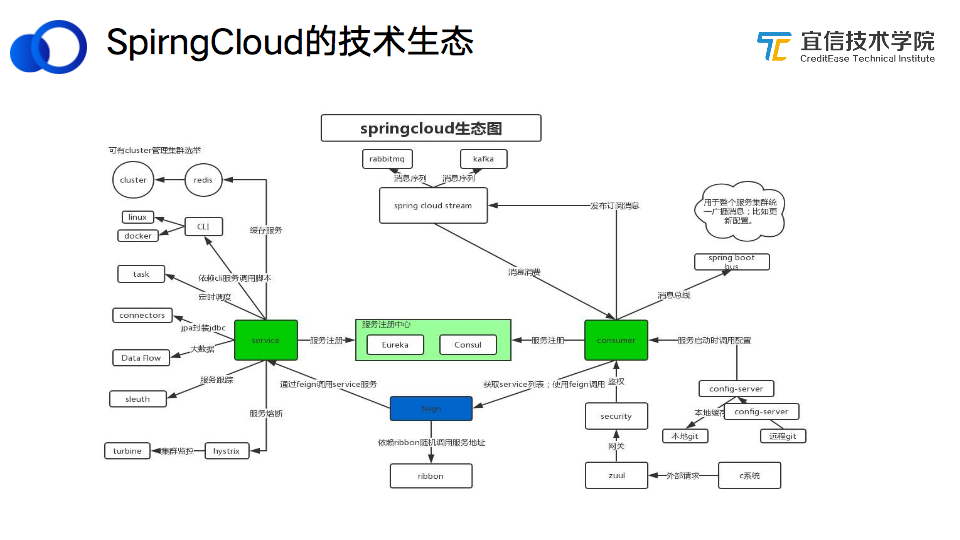 SpirngCloud的技术生态
宜信技术学院
CreditEase Technical Institute
springcloud生态图
可有cluster管理集群选举
rabbitmq
kafka
cluster
redis
消息序列
消息序列
spring cloud stream
发布订阅消息
用于整个服务集群统
一广播消息；比如更
新配置。
linux
docker
CLI
缓存服务
spring boot
bus
task
依赖cli服务调用脚本
消息消费
定时调度
消息总线
connectors
jpa封装jdbc
服务注册中心
service
服务注册
Eureka
Consul
服务注册
consumer
服务启动时调用配置
大数据
Data Flow
服务跟踪
通过feign调用service服务
获取service列表；使用feign调用
鉴权
config-server
sleuth
feign
服务熔断
security
本地缓存
config-server
本地git
远程git
依赖ribbon随机调用服务地址
网关
turbine
集群监控
hystrix
ribbon
zuul
外部请求
c系统